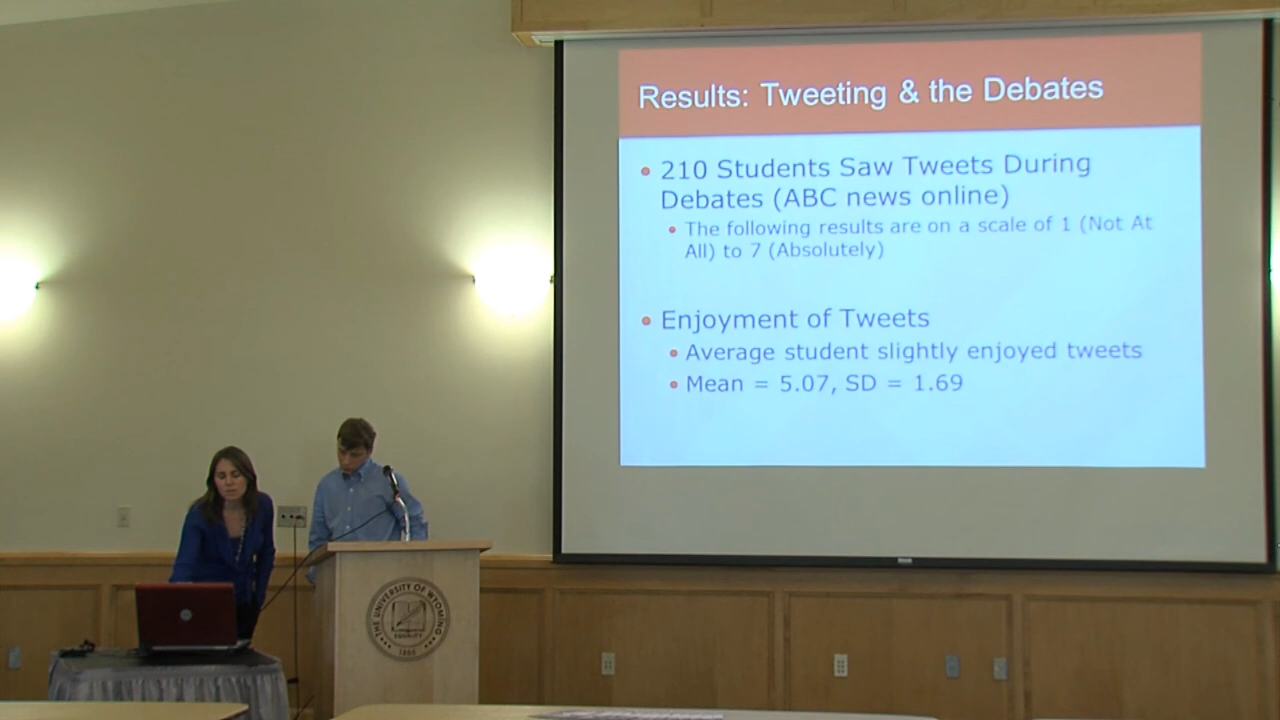 Results: Tweeting & the Debates
• 210 Students Saw Tweets During
Debates (ABC news online)
• The following results are on a scale of 1 (Not At
All) to 7 (Absolutely)
• Enjoyment of Tweets
• Average student slightly enjoyed tweets
• Mean = 5.07, SD = 1.69
THE UNIVERSITY OF WYOMING
EQUALITY
1886